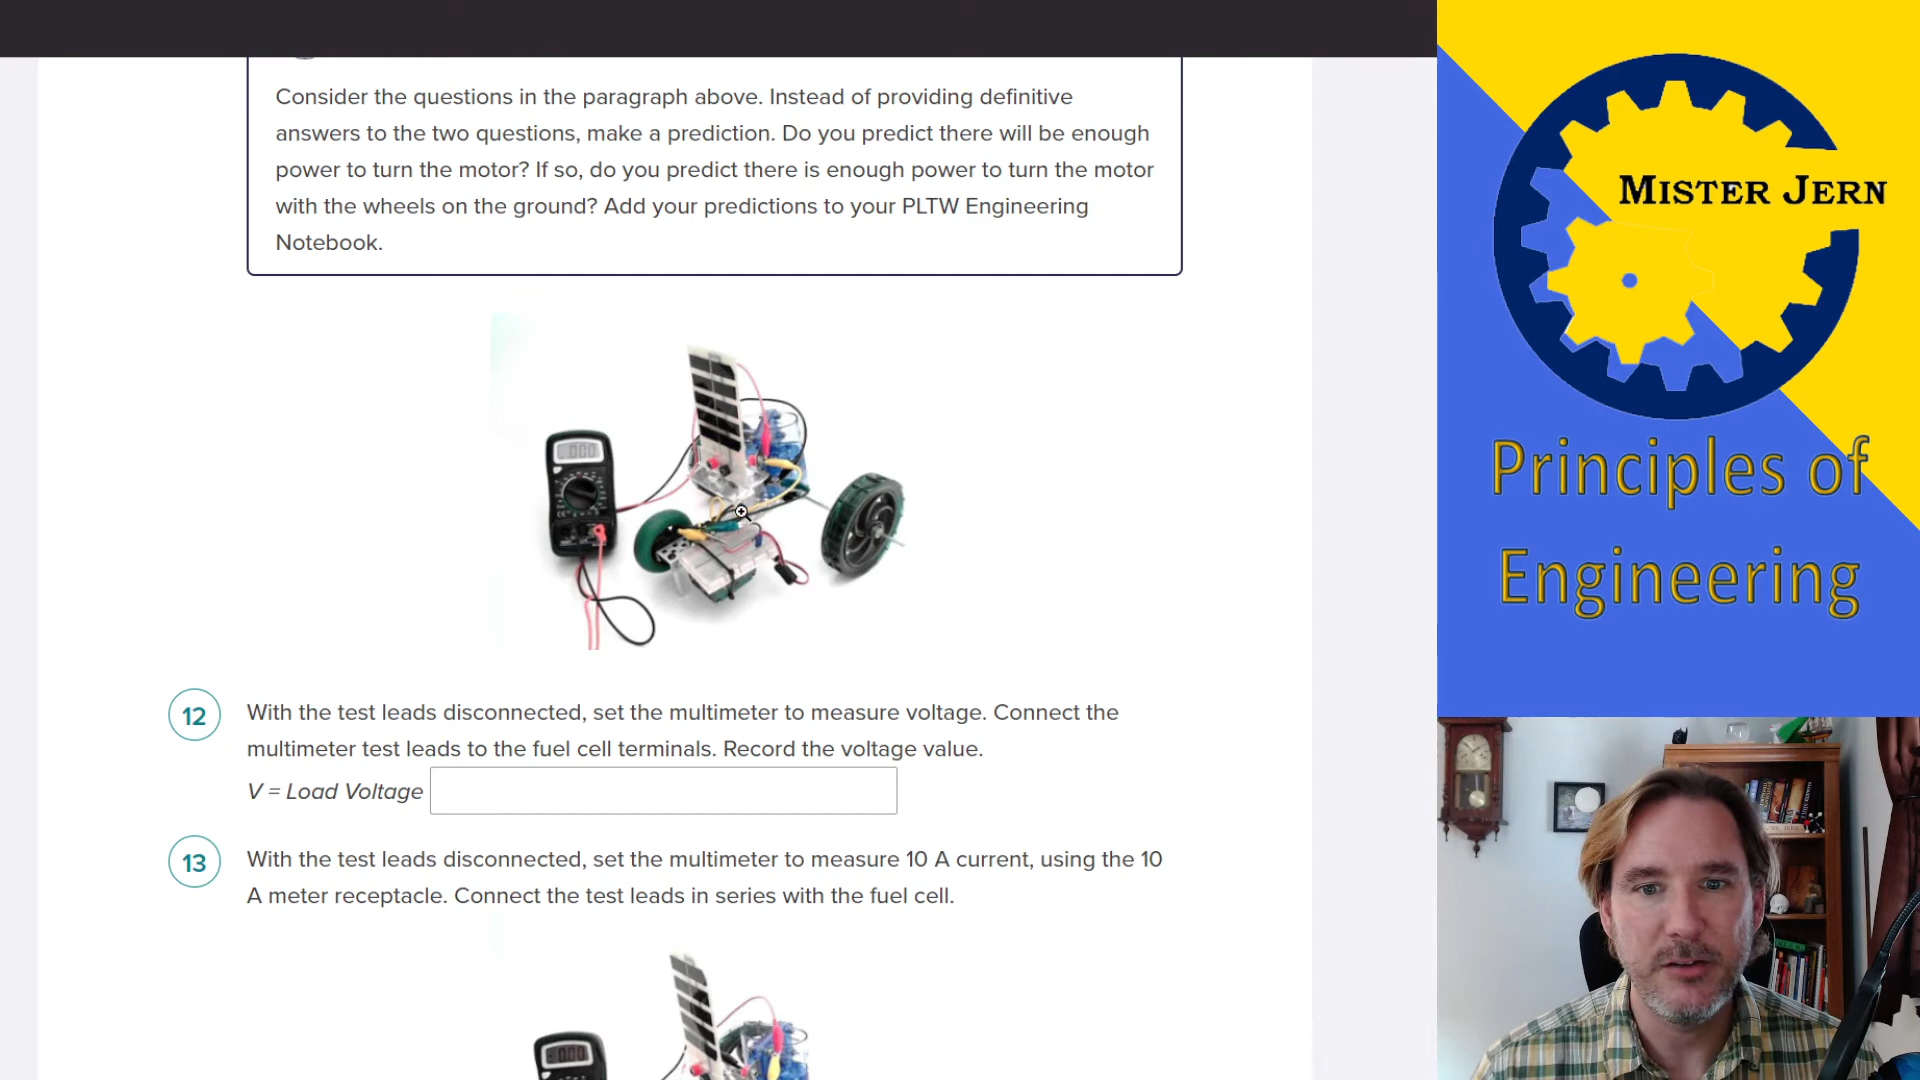 Consider the questions in the paragraph above. Instead of providing definitive
answers to the two questions, make a prediction. Do you predict there will be enough
power to turn the motor? If so, do you predict there is enough power to turn the motor
with the wheels on the ground? Add your predictions to your PLTW Engineering
Notebook.
12
With the test leads disconnected, set the multimeter to measure voltage. Connect the
multimeter test leads to the fuel cell terminals. Record the voltage value.
V = Load Voltage
13
With the test leads disconnected, set the multimeter to measure 10 A current, using the 10
A meter receptacle. Connect the test leads in series with the fuel cell.
MISTER JERN
Principles of
Engineering